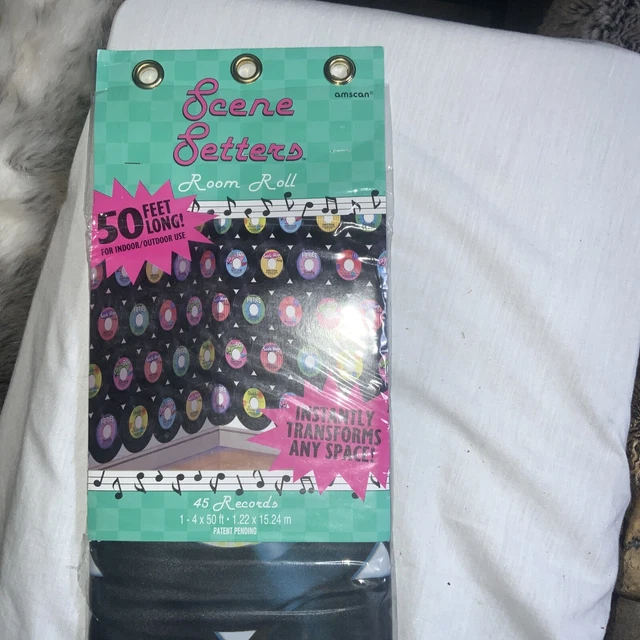 amscan®
Scene
Setters™
Room Roll
50 FEET
LONG!
FOR INDOOR/OUTDOOR USE
INSTANTLY
TRANSFORMS
ANY SPACE!
45 Records
1 - 4 x 50 ft • 1.22 x 15.24 m
PATENT PENDING